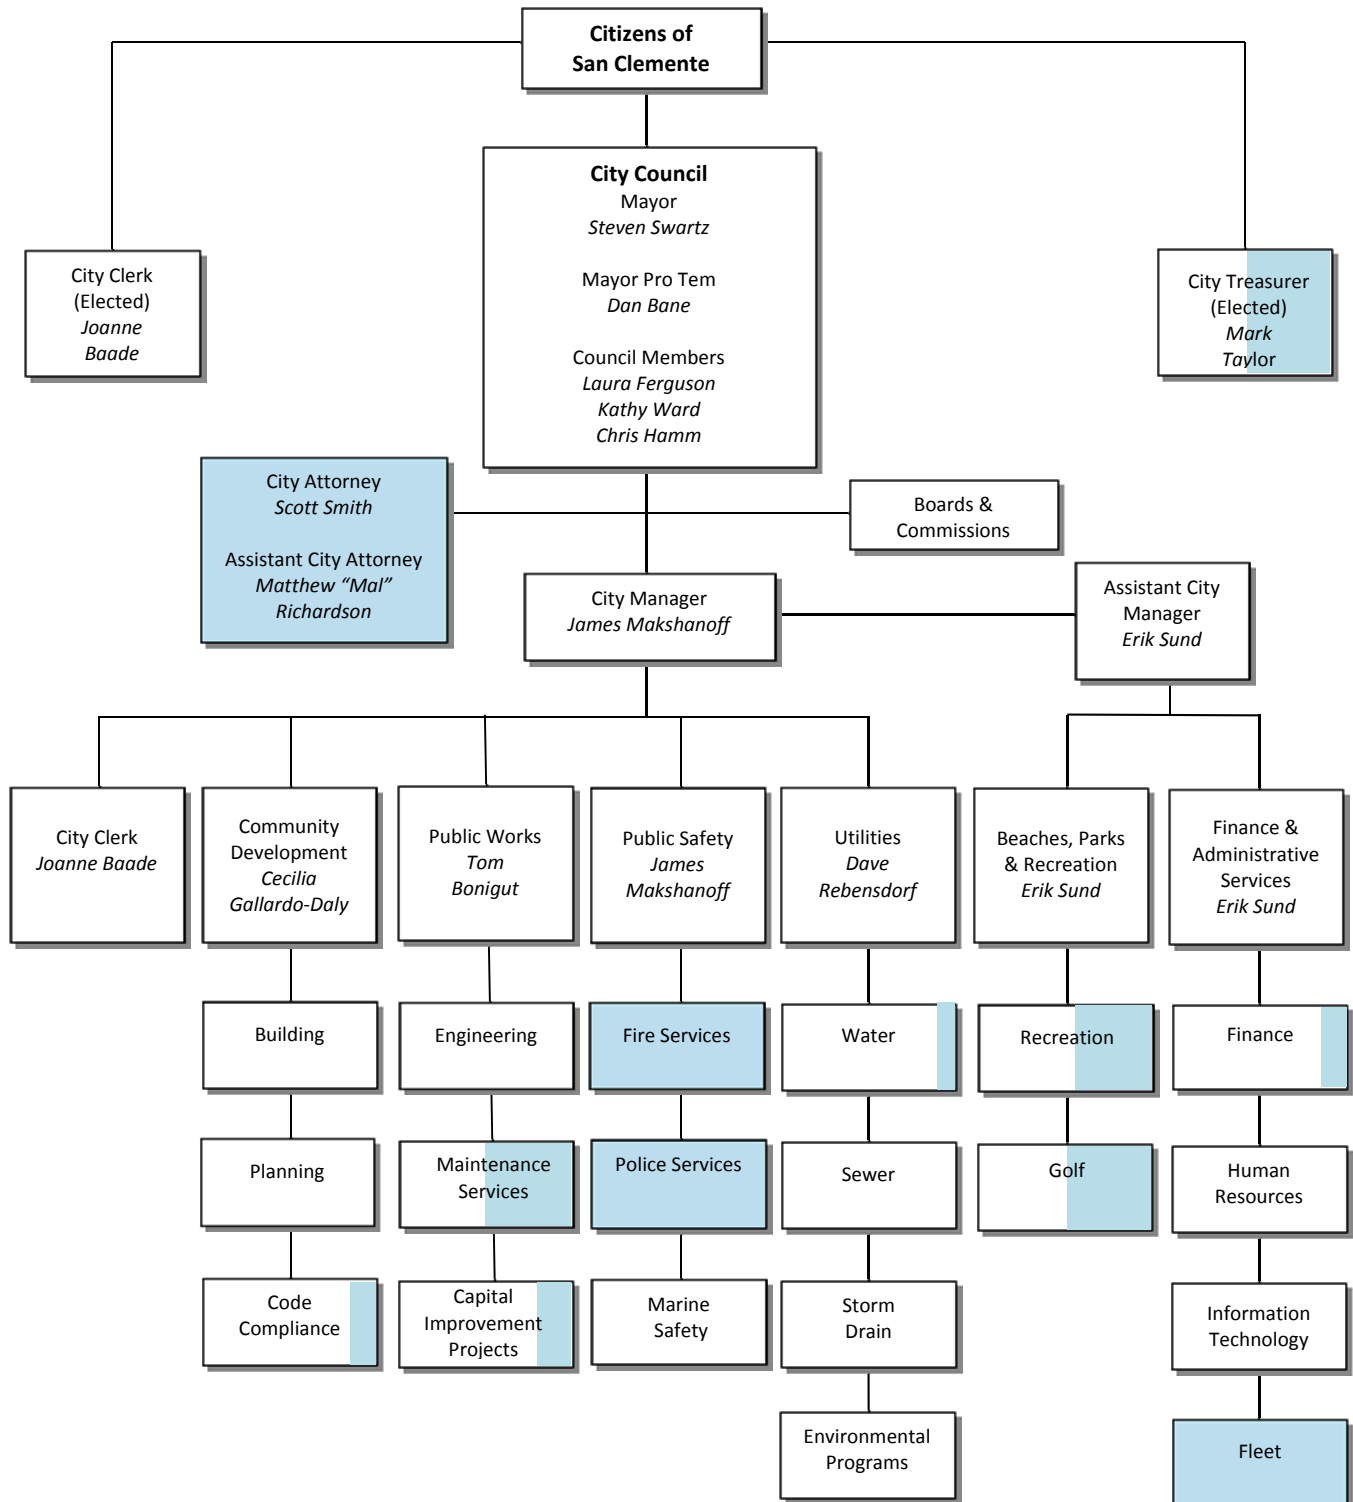 Citizens of
San Clemente
City Council
Mayor
Steven Swartz
Mayor Pro Tem
Dan Bane
Council Members
Laura Ferguson
Kathy Ward
Chris Hamm
City Clerk
(Elected)
Joanne
Baade
City Treasurer
(Elected)
Mark
Taylor
City Attorney
Scott Smith
Assistant City Attorney
Matthew “Mal”
Richardson
Boards &
Commissions
City Manager
James Makshanoff
Assistant City
Manager
Erik Sund
City Clerk
Joanne Baade
Community
Development
Cecilia
Gallardo-Daly
Public Works
Tom
Bonigut
Public Safety
James
Makshanoff
Utilities
Dave
Rebensdorf
Beaches, Parks
& Recreation
Erik Sund
Finance &
Administrative
Services
Erik Sund
Building
Engineering
Fire Services
Water
Recreation
Finance
Planning
Maintenance
Services
Police Services
Sewer
Golf
Human
Resources
Code
Compliance
Capital
Improvement
Projects
Marine
Safety
Storm
Drain
Information
Technology
Environmental
Programs
Fleet